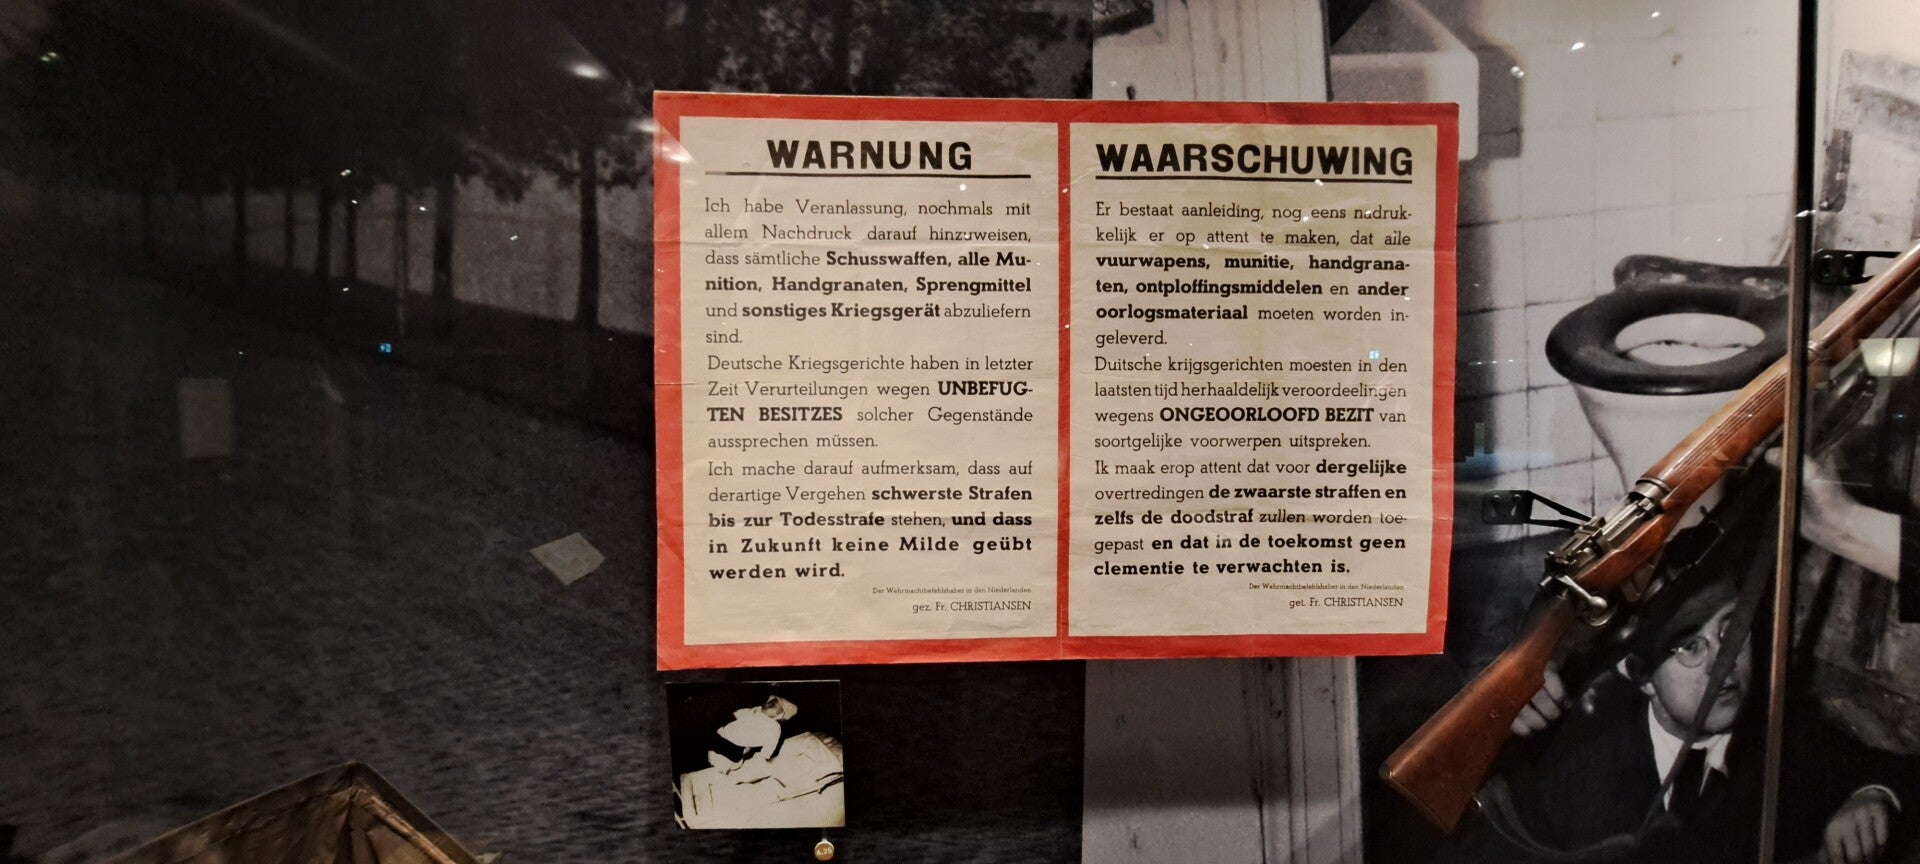 WARNUNG
Ich habe Veranlassung, nochmals mit
allem Nachdruck darauf hinzuweisen,
dass sämtliche Schusswaffen, alle Mu-
nition, Handgranaten, Sprengmittel
und sonstiges Kriegsgerät abzuliefern
sind.
Deutsche Kriegsgerichte haben in letzter
Zeit Verurteilungen wegen UNBEFUG-
TEN BESITZES solcher Gegenstände
aussprechen müssen.
Ich mache darauf aufmerksam, dass auf
derartige Vergehen schwerste Strafen
bis zur Todesstrafe stehen, und dass
in Zukunft keine Milde geübt
werden wird.
Der Wehrmachtbefehlshaber in den Niederlanden
gez. Fr. CHRISTIANSEN
WAARSCHUWING
Er bestaat aanleiding, nog eens nadruk-
kelijk er op attent te maken, dat alle
vuurwapens, munitie, handgrana-
ten, ontploffingsmiddelen en ander
oorlogsmateriaal moeten worden in-
geleverd.
Duitsche krijgsgerichten moesten in den
laatsten tijd herhaaldelijk veroordeelingen
wegens ONGEOORLOOFD BEZIT van
soortgelijke voorwerpen uitspreken.
Ik maak erop attent dat voor dergelijke
overtredingen de zwaarste straffen en
zelfs de doodstraf zullen worden toe-
gepast en dat in de toekomst geen
clementie te verwachten is.
Der Wehrmachtbefehlshaber in den Niederlanden
get. Fr. CHRISTIANSEN